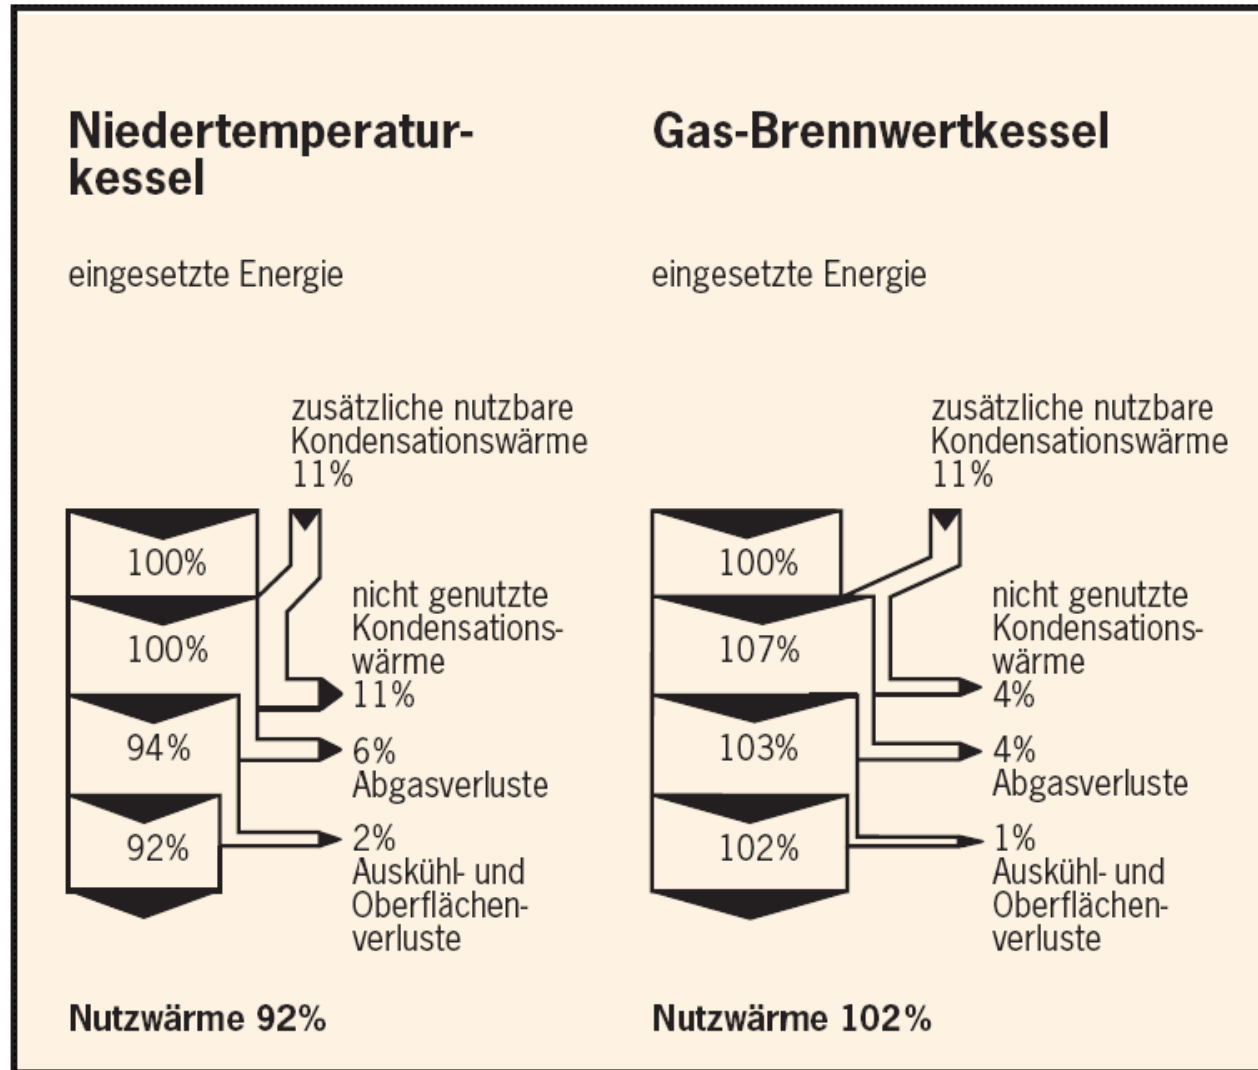 Niedertemperatur-
kessel
eingesetzte Energie
zusätzliche nutzbare
Kondensationswärme
11%
100%
100%
94%
92%
nicht genutzte
Kondensations-
wärme
11%
6%
Abgasverluste
2%
Auskühl- und
Oberflächen-
verluste
Nutzwärme 92%
Gas-Brennwertkessel
eingesetzte Energie
zusätzliche nutzbare
Kondensationswärme
11%
100%
107%
103%
102%
nicht genutzte
Kondensations-
wärme
4%
4%
Abgasverluste
1%
Auskühl- und
Oberflächen-
verluste
Nutzwärme 102%